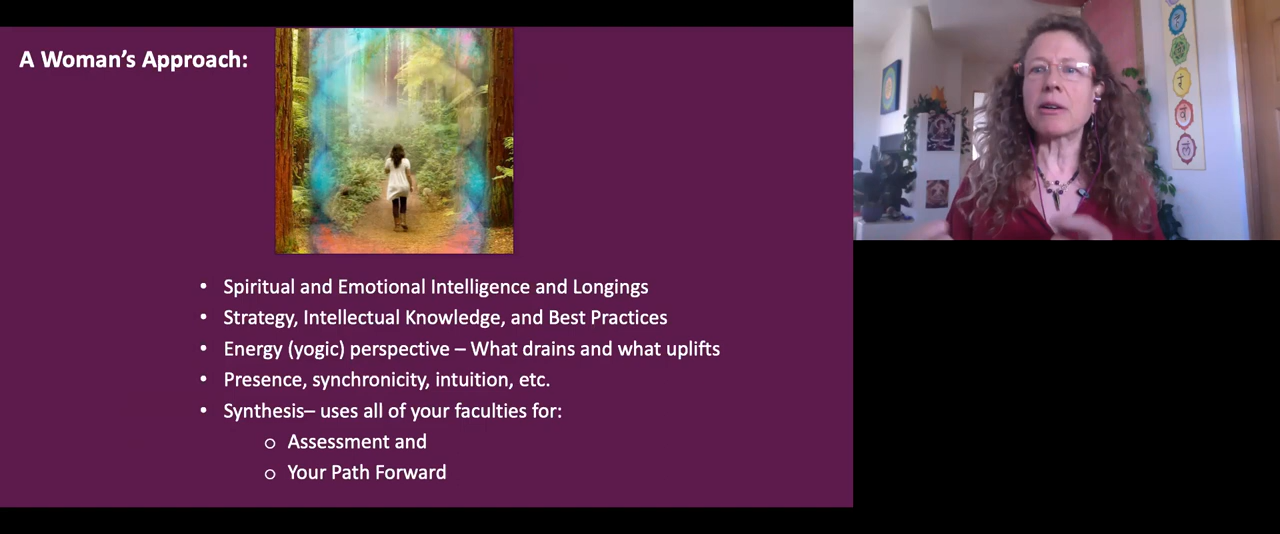 A Woman's Approach:
• Spiritual and Emotional Intelligence and Longings
• Strategy, Intellectual Knowledge, and Best Practices
• Energy (yogic) perspective – What drains and what uplifts
• Presence, synchronicity, intuition, etc.
• Synthesis– uses all of your faculties for:
o Assessment and
o Your Path Forward